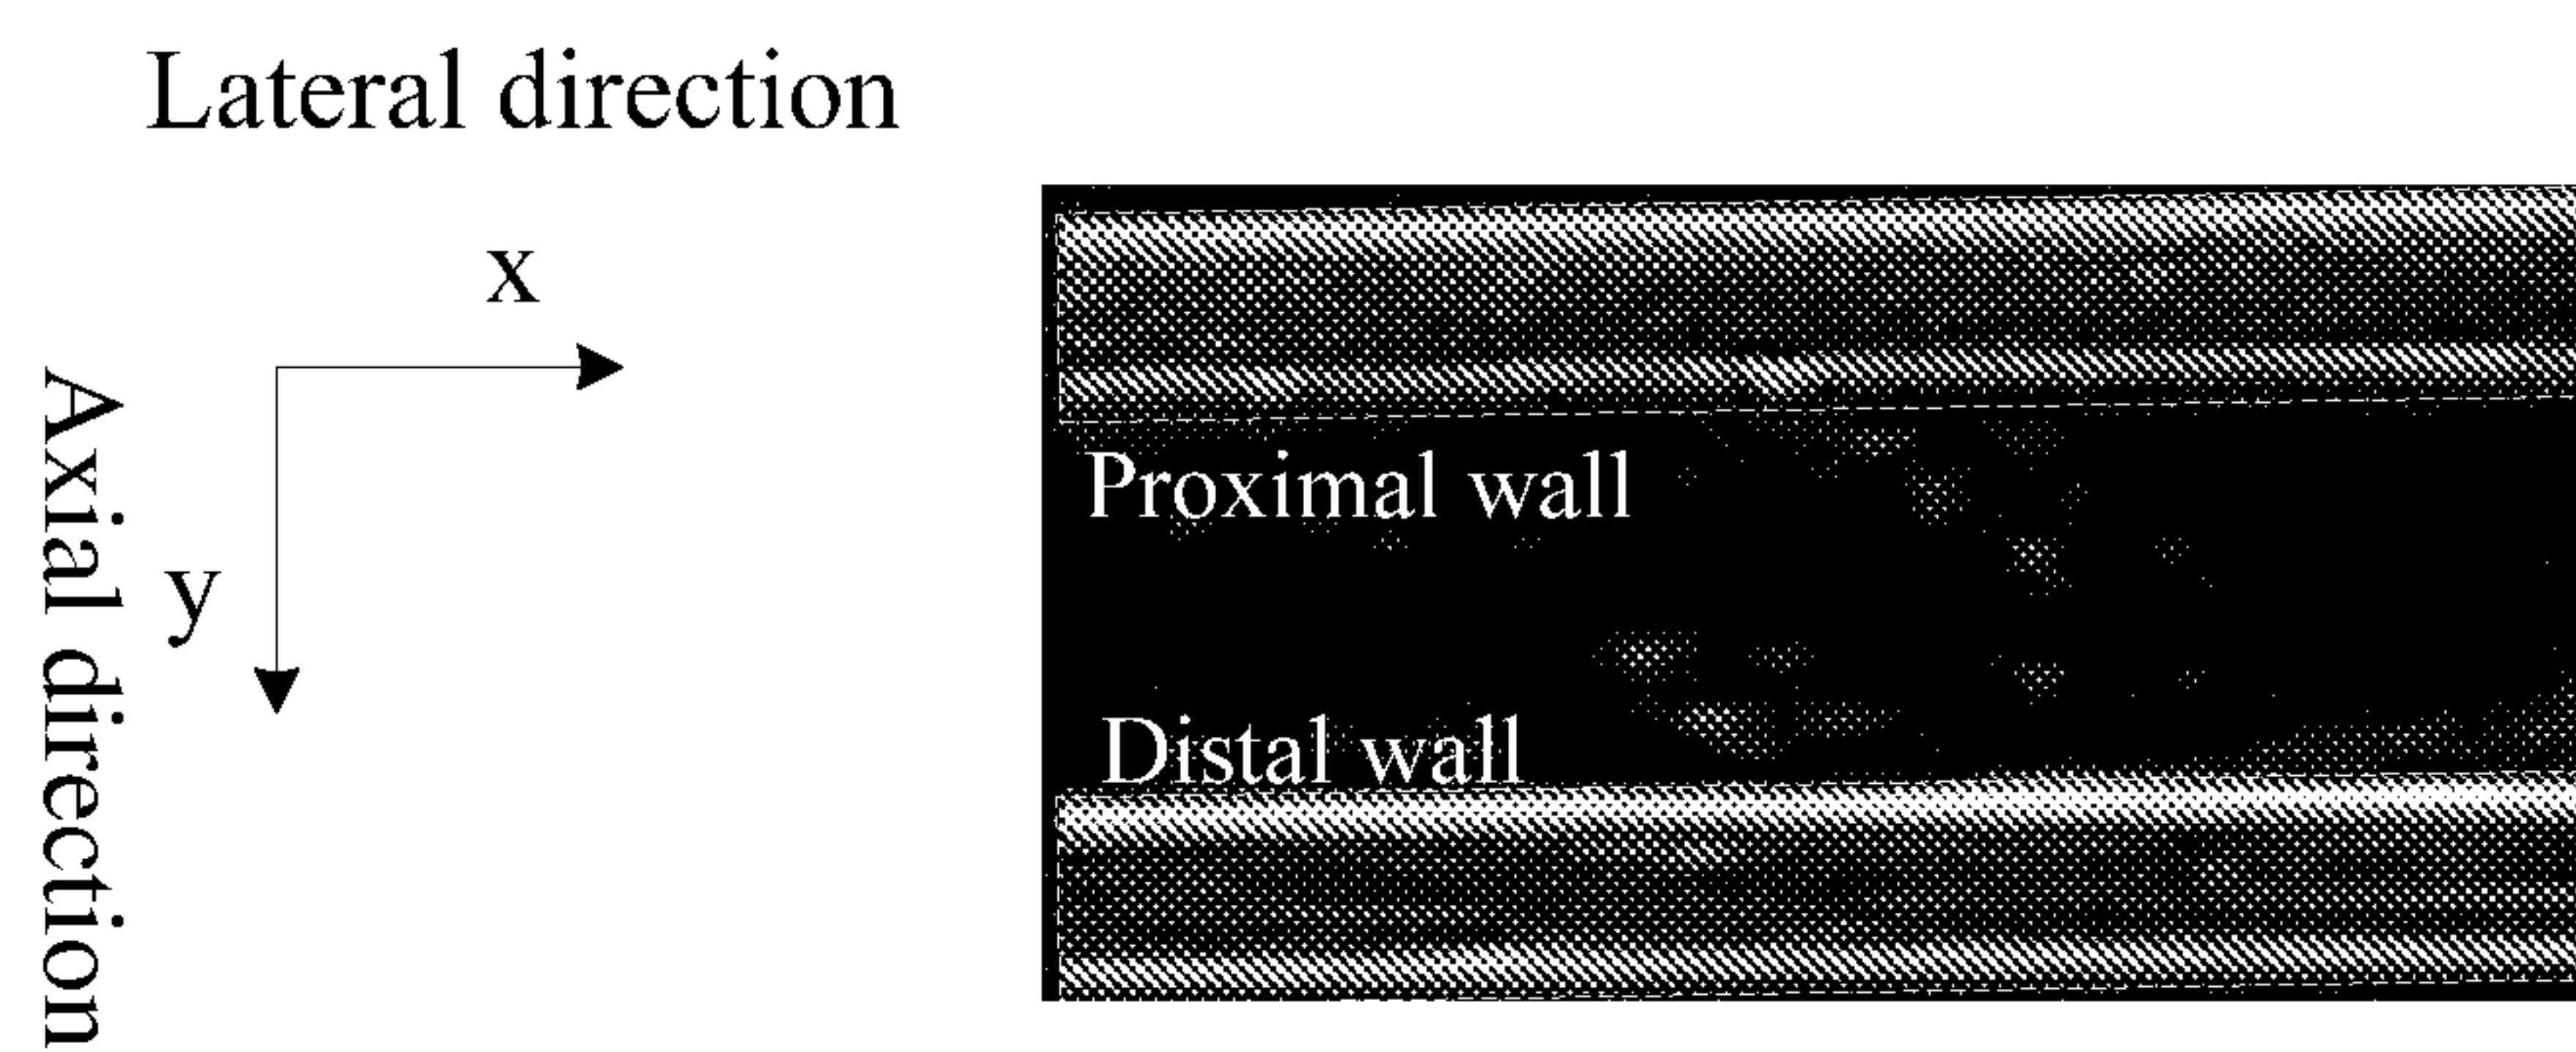 Lateral direction
x
Axial direction
y
Proximal wall
Distal wall